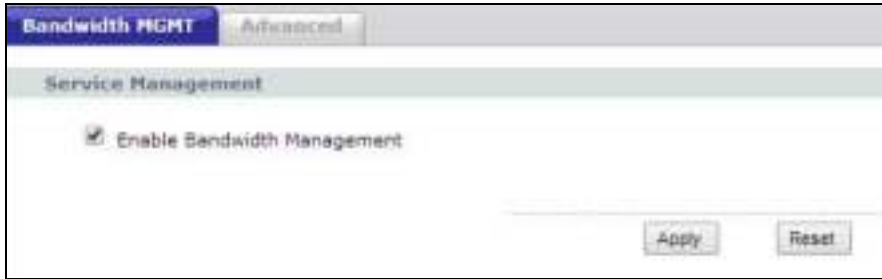 Bandwidth MGMT Advanced
Service Management
Enable Bandwidth Management
Apply Reset